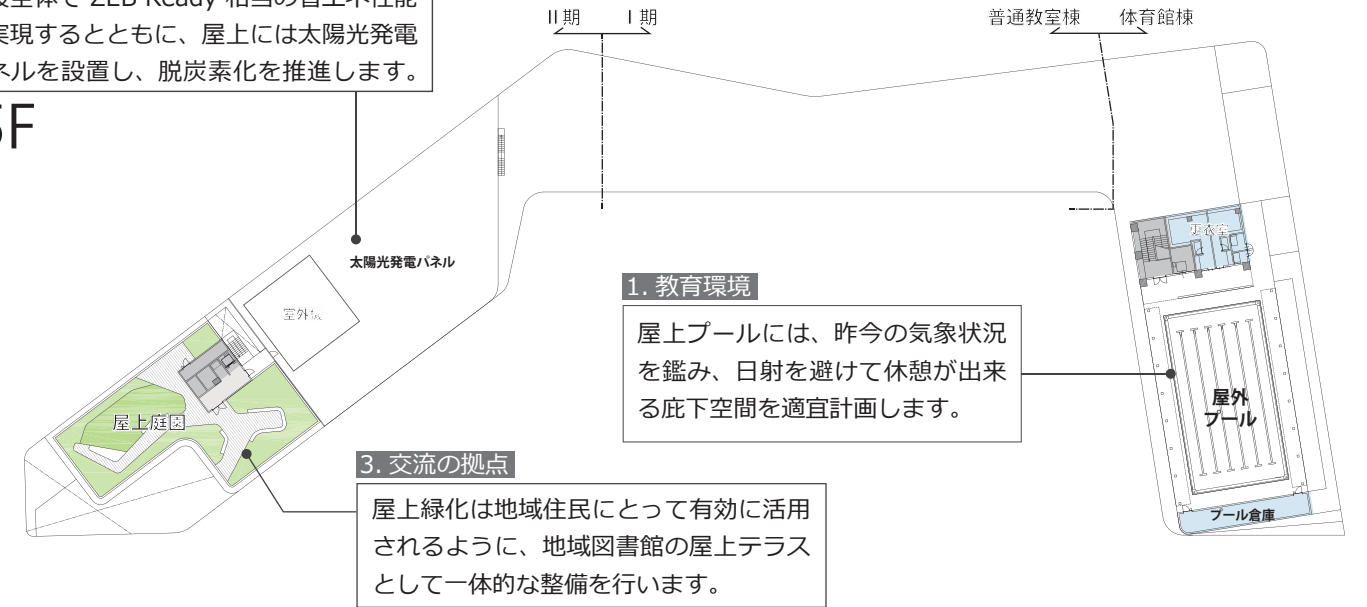 設全体で ZEB Ready 相当の省エネ性能
実現するとともに、屋上には太陽光発電
ネルを設置し、脱炭素化を推進します。
5F
II期 I期
普通教室棟 体育館棟
太陽光発電パネル
室外機
更衣室
1. 教育環境
屋上プールには、昨今の気象状況
を鑑み、日射を避けて休憩が出来
る庇下空間を適宜計画します。
屋外
プール
屋上庭園
3. 交流の拠点
屋上緑化は地域住民にとって有効に活用
されるように、地域図書館の屋上テラス
として一体的な整備を行います。
プール倉庫